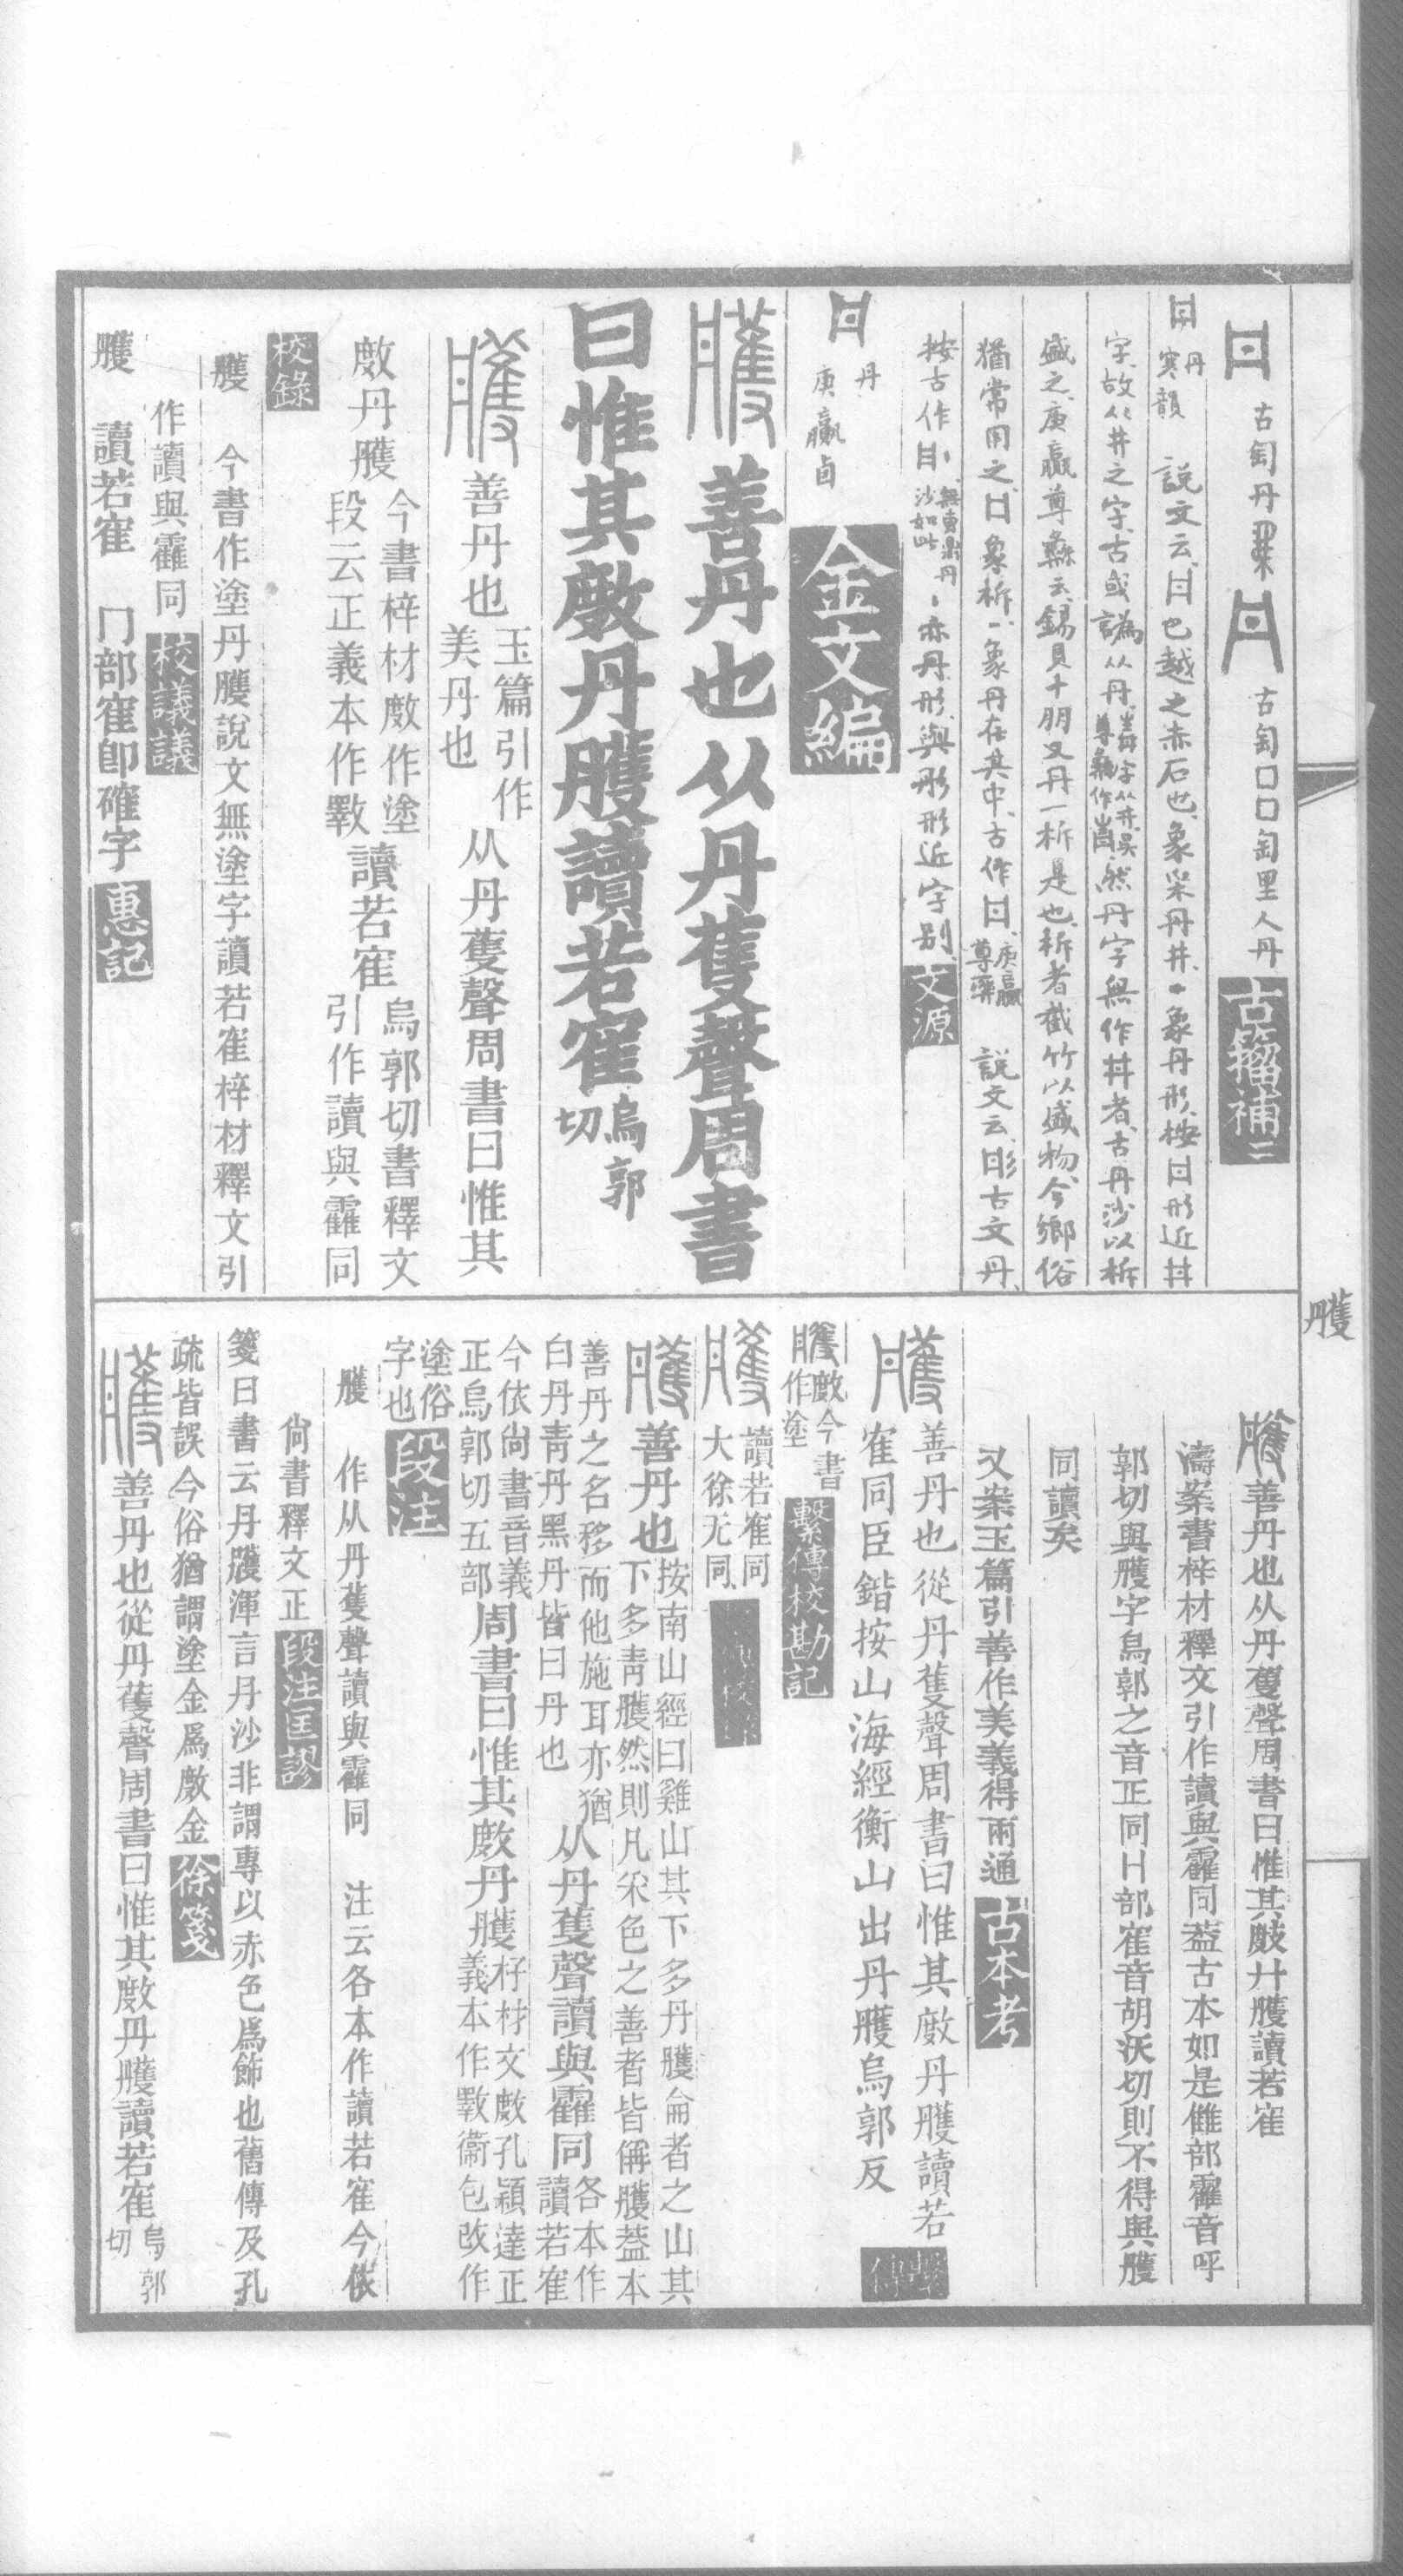 古匋丹 古匋囗囗匋里人丹 古籀補二
丹 寒韻 説文云日巴越之赤石也象采丹井丶象丹形按日形近井
字故从井之字古或譌从丹 尊彝作 然丹字無作井者古丹沙以柝
盛之庚嬴尊彝云錫貝十朋又丹一柝是也柝者截竹以盛物今鄉俗
猶常用之日象柝一象丹在其中古作日 庚嬴尊彝 説文云彤古文丹
按古作目 無叀鼎丹沙如此 丶亦丹形與彤形近字别 文源
丹 庚嬴卣 金文編
雘 善丹也从丹蒦聲周書
曰惟其敷丹雘讀若隺 烏郭切
雘 善丹也 玉篇引作美丹也 从丹蒦聲周書曰惟其
敷丹雘 今書梓材敷作塗段云正義本作斁 讀若隺 烏郭切書釋文引作讀與靃同
校錄
雘 今書作塗丹雘說文無塗字讀若隺梓材釋文引
作讀與靃同 校議議
雘 讀若隺 冂部隺卽確字 惠記
雘
雘 善丹也从丹蒦聲周書曰惟其敷丹雘讀若隺
濤案書梓材釋文引作讀與靃同葢古本如是雔部靃音呼
郭切與雘字烏郭之音正同冂部隺音胡沃切則不得與雘
同讀矣
又案玉篇引善作美義得兩通 古本考
雘 善丹也從丹蒦聲周書曰惟其敷丹雘讀若
隺同臣鍇按山海經衡山出丹雘烏郭反 繫傳
雘 敷今書作塗 繫傳校勘記
雘 讀若隺同大徐无同
雘 善丹也 按南山經曰雞山其下多丹雘侖者之山其下多青雘然則凡采色之善者皆偁雘葢本
善丹之名移而他施耳亦猶白丹青丹黑丹皆曰丹也 从丹蒦聲讀與靃同 各本作讀若隺
今依尙書音義正烏郭切五部 周書曰惟其敷丹雘 梓材文敷孔穎達正義本作斁衞包改作
塗俗字也 段注
雘 作从丹蒦聲讀與靃同 注云各本作讀若隺今依
尙書釋文正 段注匡謬
箋曰書云丹雘渾言丹沙非謂專以赤色爲飾也舊傳及孔
疏皆誤今俗猶謂塗金爲敷金 徐箋
雘 善丹也從丹蒦聲周書曰惟其敷丹雘讀若隺 烏郭切